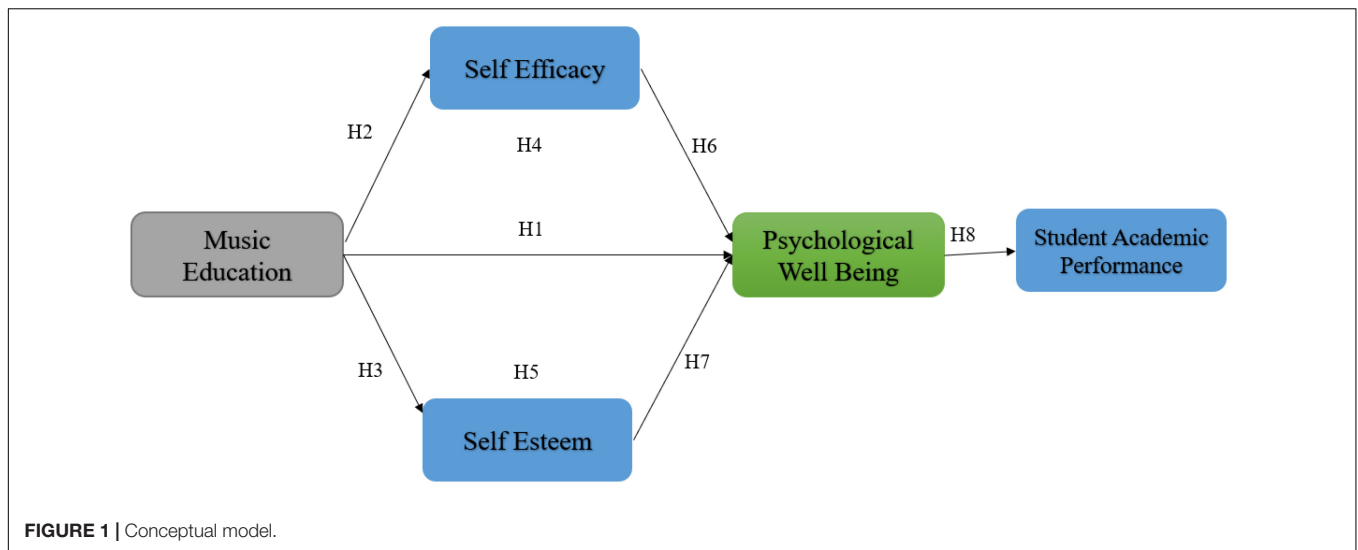 Self Efficacy
H2
H4
H6
Music
Education
H1
Psychological
Well Being
H8
Student Academic
Performance
H3
H5
H7
Self Esteem
FIGURE 1 | Conceptual model.